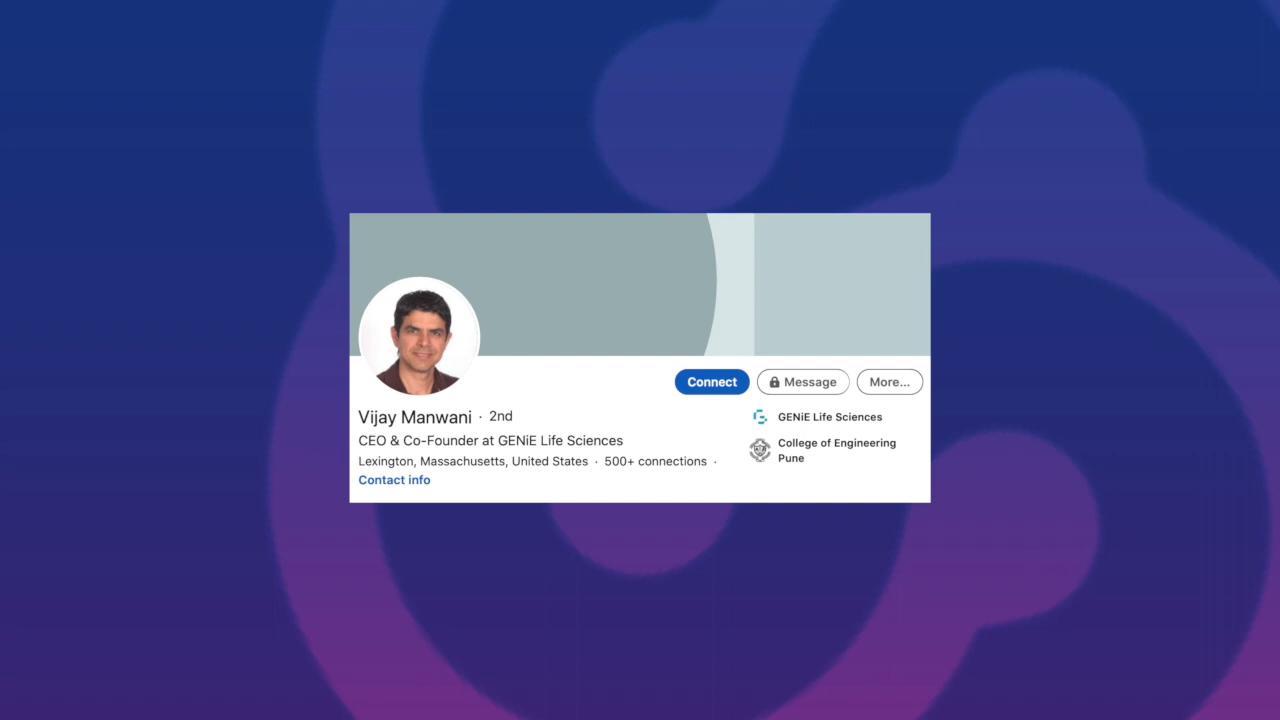 Connect
Message
More...
Vijay Manwani · 2nd
GENiE Life Sciences
CEO & Co-Founder at GENiE Life Sciences
College of Engineering
Pune
Lexington, Massachusetts, United States · 500+ connections ·
Contact info